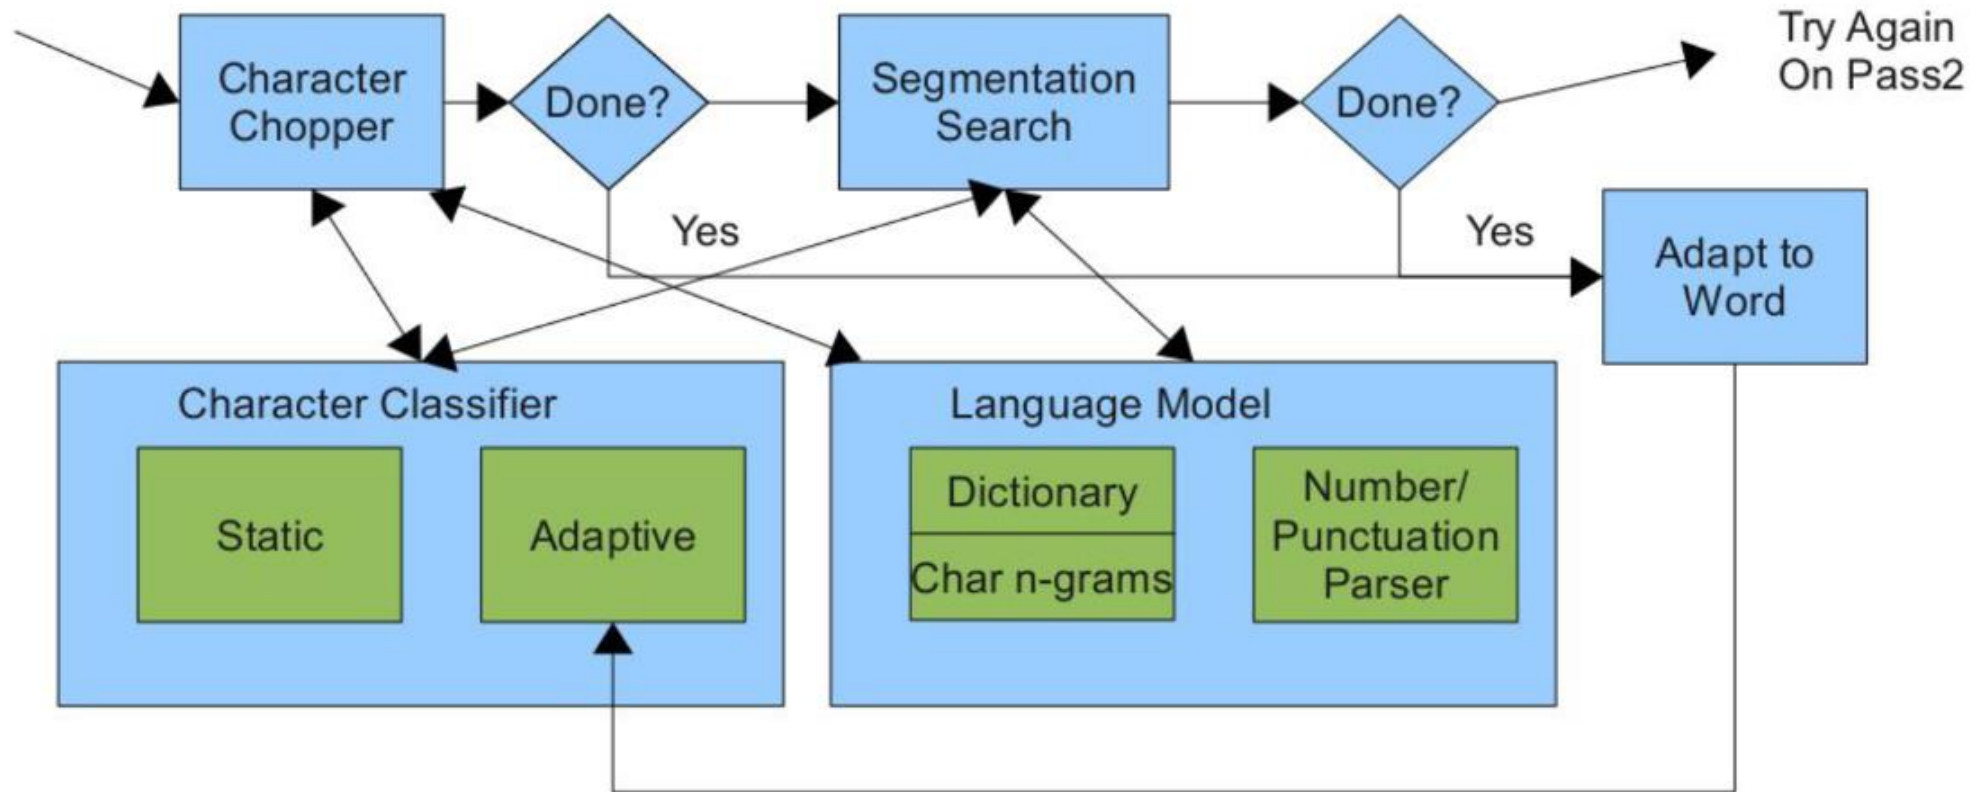 Character
Chopper
Done?
Segmentation
Search
Done?
Try Again
On Pass2
Yes
Yes
Adapt to
Word
Character Classifier
Static
Adaptive
Language Model
Dictionary
Char n-grams
Number/
Punctuation
Parser